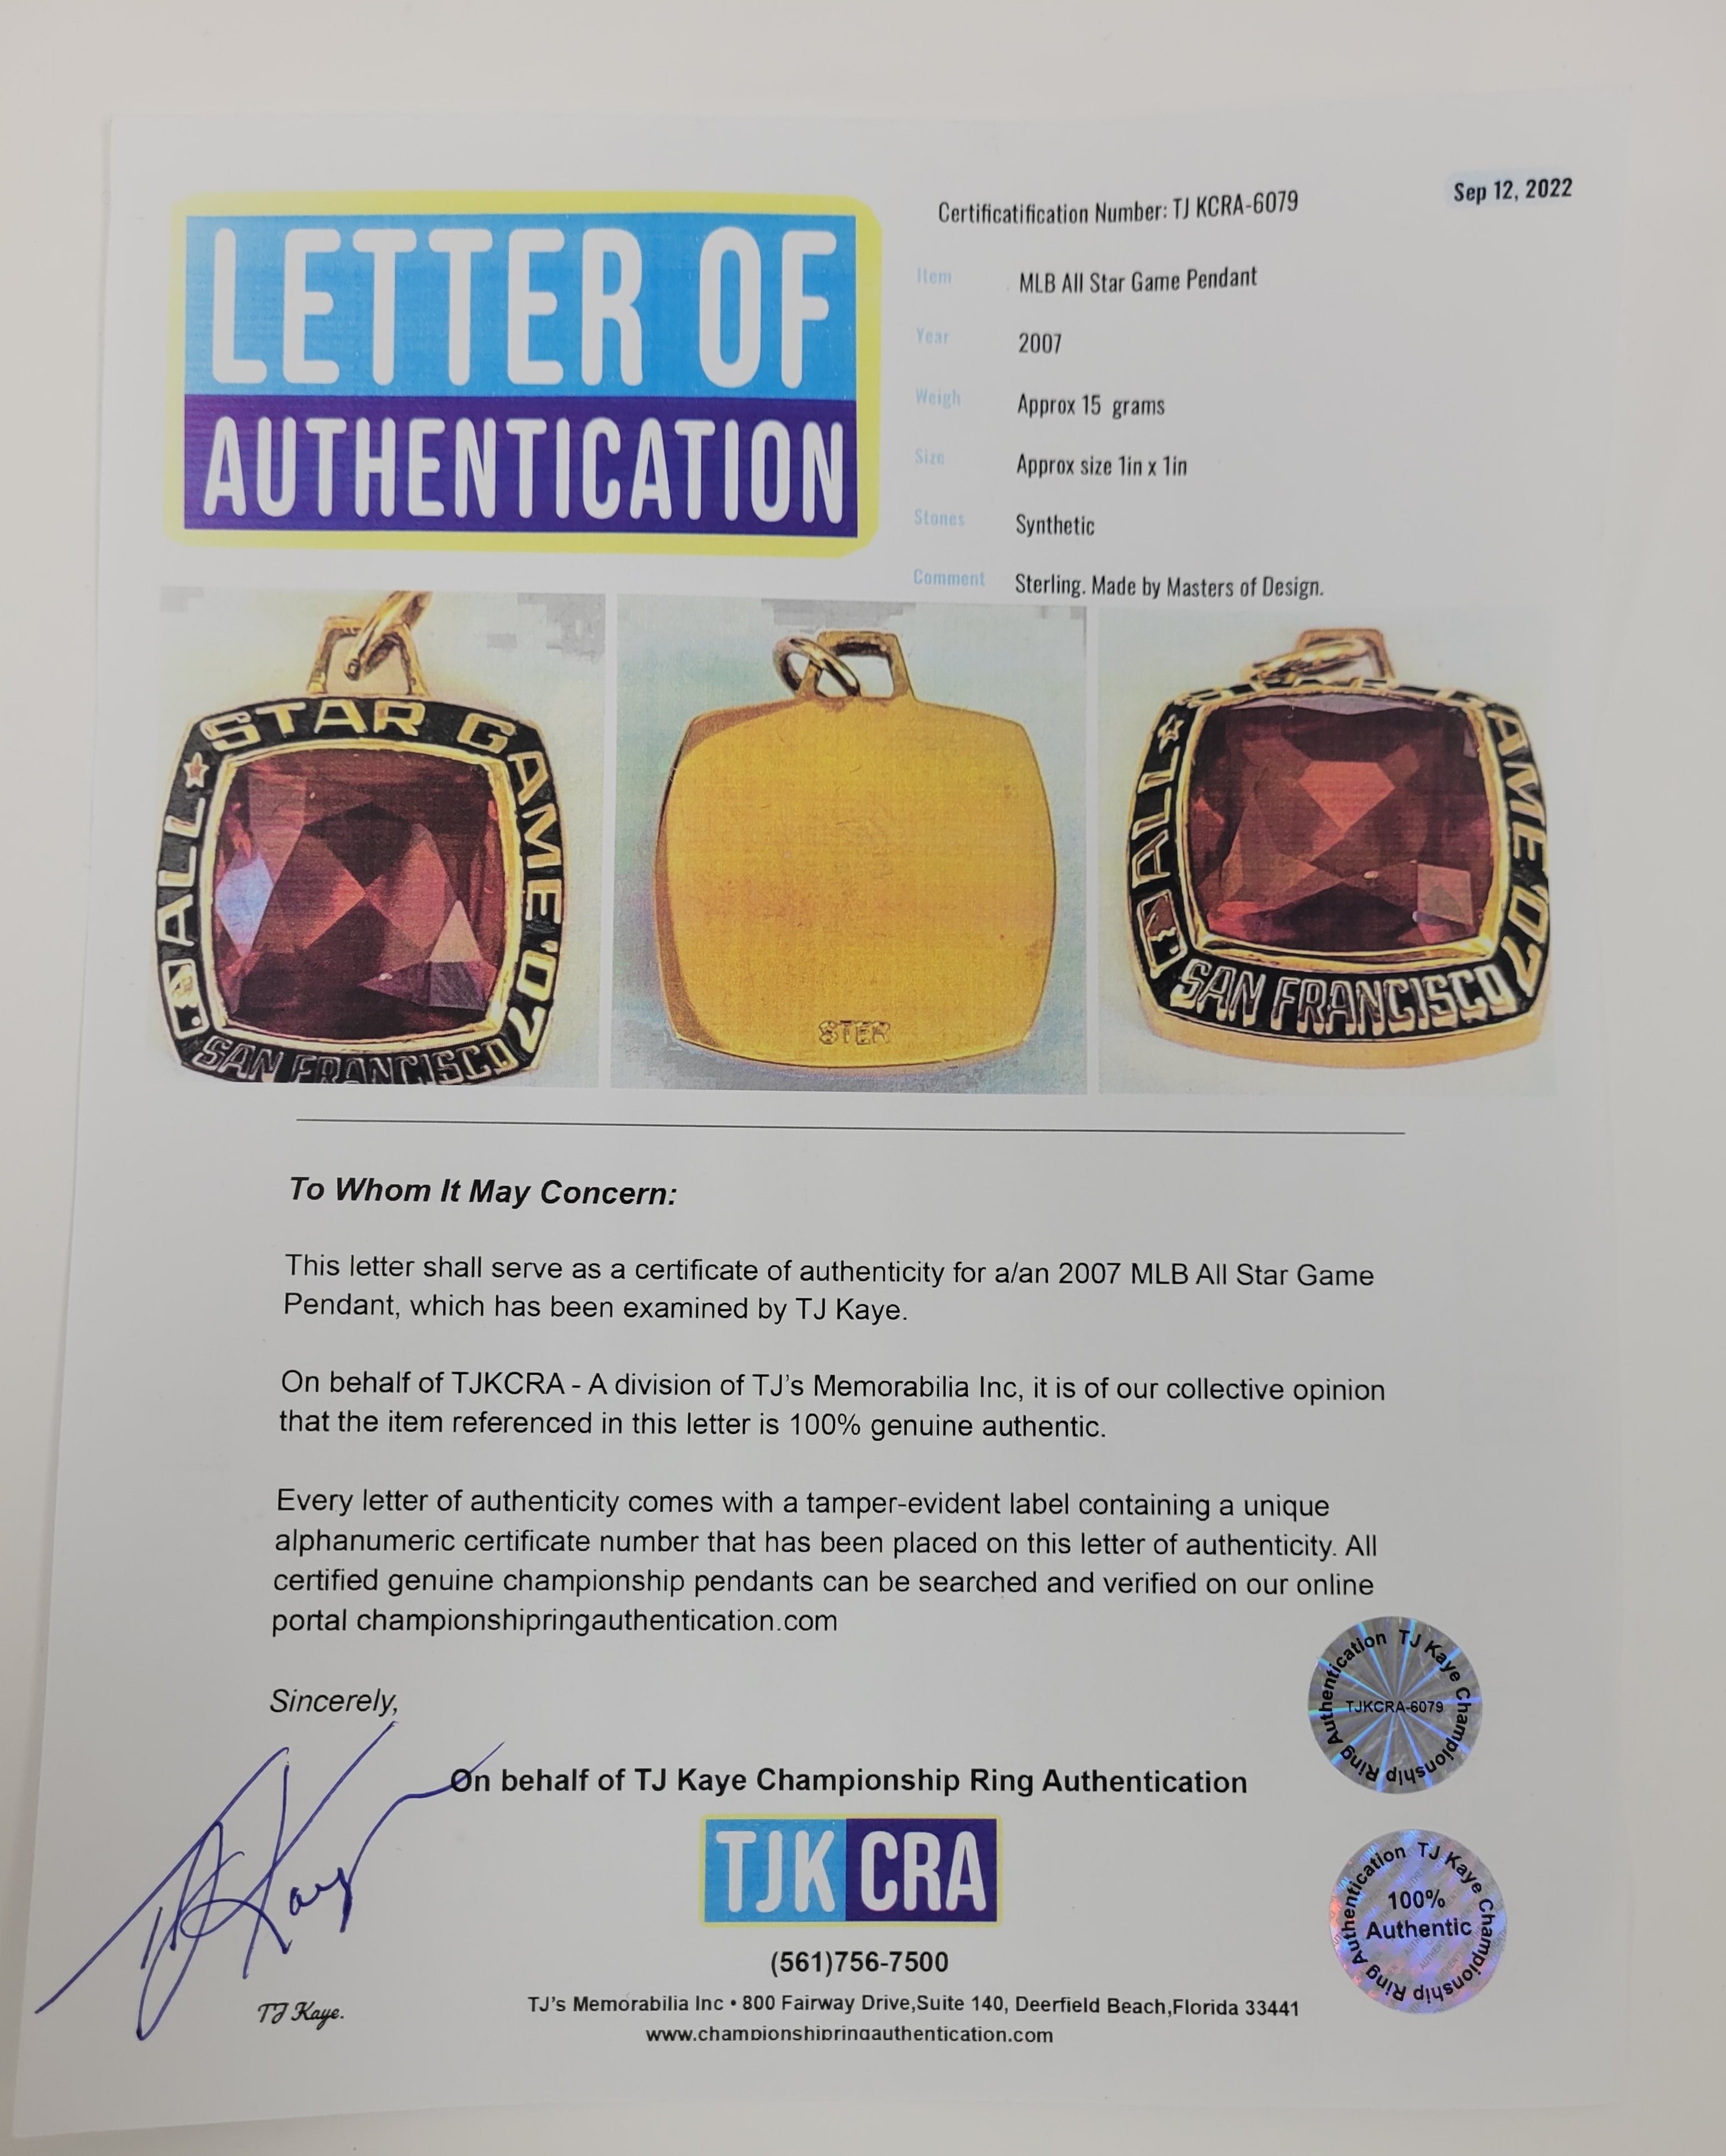 Sep 12, 2022
LETTER OF
AUTHENTICATION
Certificatification Number: TJ KCRA-6079
Item MLB All Star Game Pendant
Year 2007
Weigh Approx 15 grams
Size Approx size 1in x 1in
Stones Synthetic
Comment Sterling. Made by Masters of Design.
ALL ★ STAR GAME '07
SAN FRANCISCO
STER
ALL ★ STAR GAME '07
SAN FRANCISCO
To Whom It May Concern:
This letter shall serve as a certificate of authenticity for a/an 2007 MLB All Star Game
Pendant, which has been examined by TJ Kaye.
On behalf of TJKCRA - A division of TJ's Memorabilia Inc, it is of our collective opinion
that the item referenced in this letter is 100% genuine authentic.
Every letter of authenticity comes with a tamper-evident label containing a unique
alphanumeric certificate number that has been placed on this letter of authenticity. All
certified genuine championship pendants can be searched and verified on our online
portal championshipringauthentication.com
Sincerely,
TJ Kaye
On behalf of TJ Kaye Championship Ring Authentication
TJK CRA
(561)756-7500
TJ Kaye.
TJ's Memorabilia Inc • 800 Fairway Drive,Suite 140, Deerfield Beach,Florida 33441
www.championshipringauthentication.com
TJ Kaye Championship Ring Authentication
TJKCRA-6079
TJ Kaye Championship Ring Authentication
100%
Authentic